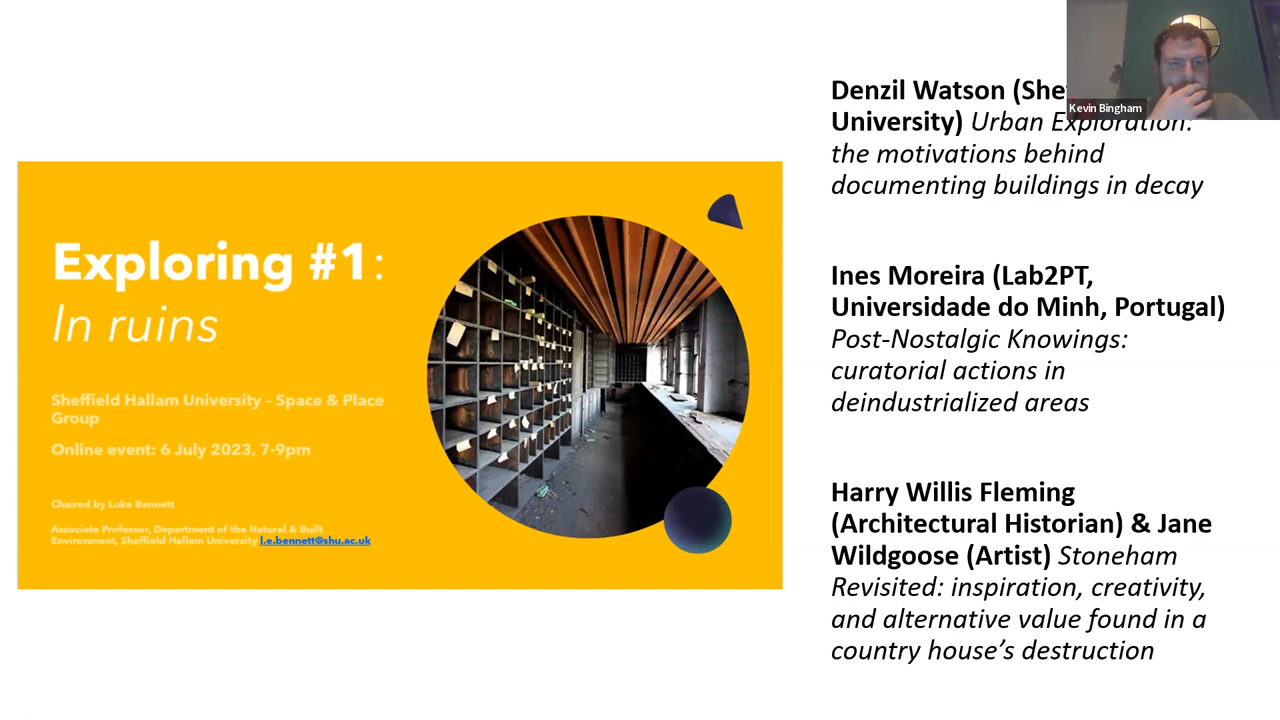 Exploring #1:
In ruins
Sheffield Hallam University - Space & Place
Group
Online event: 6 July 2023, 7-9pm
Chaired by Luke Bennett
Associate Professor, Department of the Natural & Built
Environment, Sheffield Hallam University l.e.bennett@shu.ac.uk
Kevin Bingham
Denzil Watson
University) Urban Exploration:
the motivations behind
documenting buildings in decay
Ines Moreira (Lab2PT,
Universidade do Minh, Portugal)
Post-Nostalgic Knowings:
curatorial actions in
deindustrialized areas
Harry Willis Fleming
(Architectural Historian) & Jane
Wildgoose (Artist) Stoneham
Revisited: inspiration, creativity,
and alternative value found in a
country house’s destruction